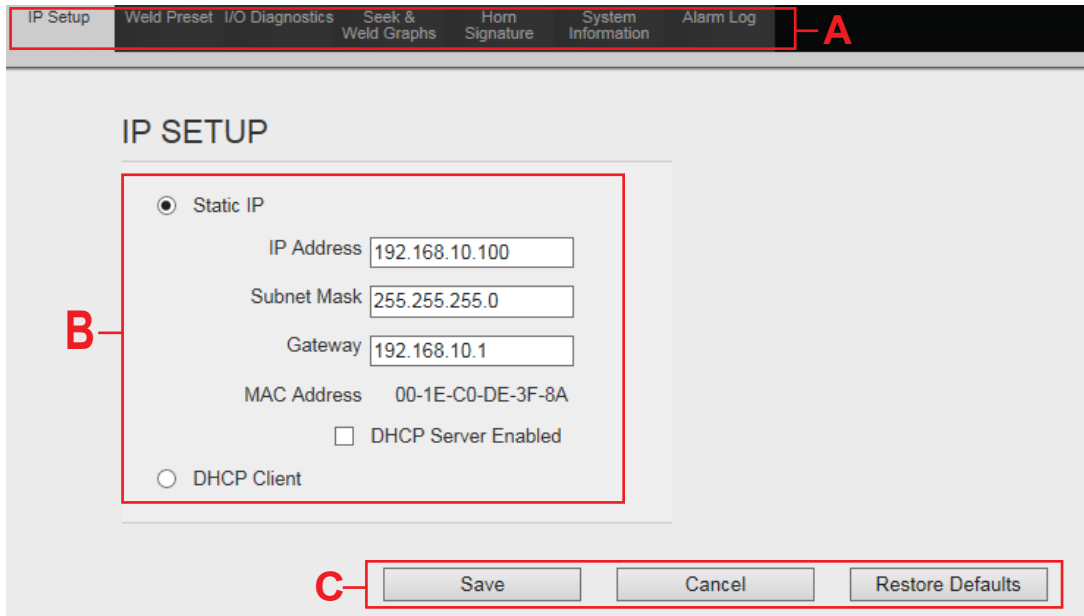 IP Setup Weld Preset I/O Diagnostics Seek & Horn System Alarm Log
Weld Graphs Signature Information
A
IP SETUP
Static IP
IP Address 192.168.10.100
Subnet Mask 255.255.255.0
B
Gateway 192.168.10.1
MAC Address 00-1E-C0-DE-3F-8A
DHCP Server Enabled
DHCP Client
C Save Cancel Restore Defaults